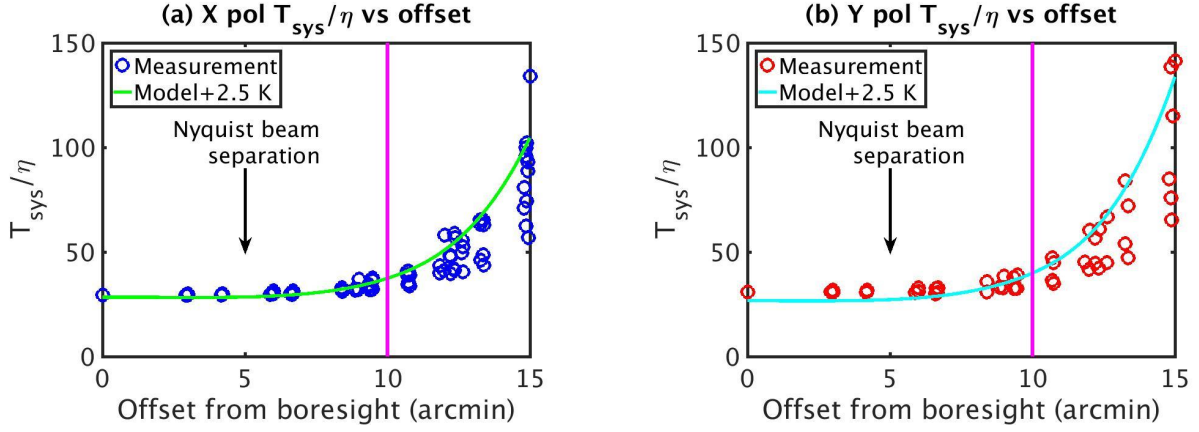 (a) X pol T_sys/η vs offset
150
100
50
0
T_sys/η
Measurement
Model+2.5 K
Nyquist beam
separation
0 5 10 15
Offset from boresight (arcmin)
(b) Y pol T_sys/η vs offset
150
100
50
0
T_sys/η
Measurement
Model+2.5 K
Nyquist beam
separation
0 5 10 15
Offset from boresight (arcmin)